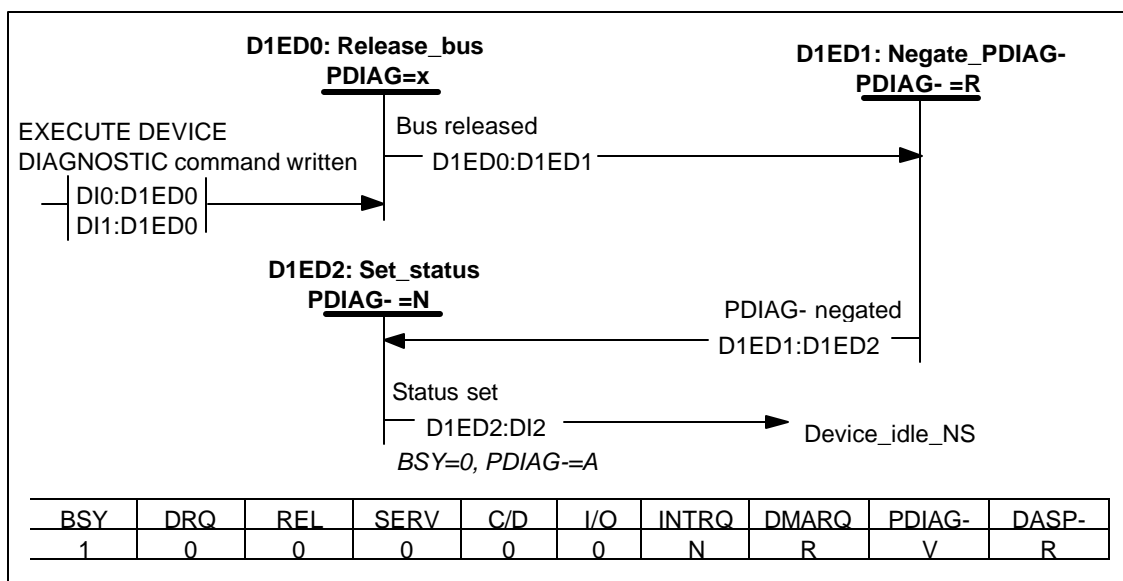 D1ED0: Release_bus
PDIAG=x
D1ED1: Negate_PDIAG-
PDIAG- =R
EXECUTE DEVICE
DIAGNOSTIC command written
DI0:D1ED0
DI1:D1ED0
Bus released
D1ED0:D1ED1
D1ED2: Set_status
PDIAG- =N
PDIAG- negated
D1ED1:D1ED2
Status set
D1ED2:DI2
Device_idle_NS
BSY=0, PDIAG-=A
BSY DRQ REL SERV C/D I/O INTRQ DMARQ PDIAG- DASP-
1 0 0 0 0 0 N R V R